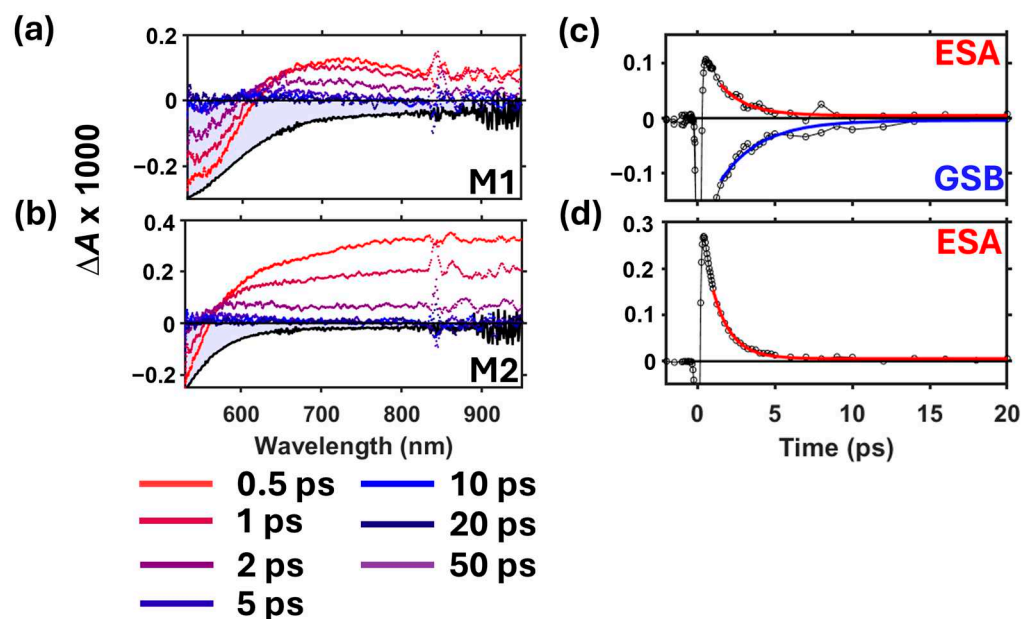 (a)
0.2
0
−0.2
M1
(b)
0.4
0.2
0
−0.2
M2
ΔA x 1000
600
700
800
900
Wavelength (nm)
(c)
ESA
0.1
0
−0.1
GSB
(d)
ESA
0.3
0.2
0.1
0
0
5
10
15
20
Time (ps)
0.5 ps
10 ps
1 ps
20 ps
2 ps
50 ps
5 ps